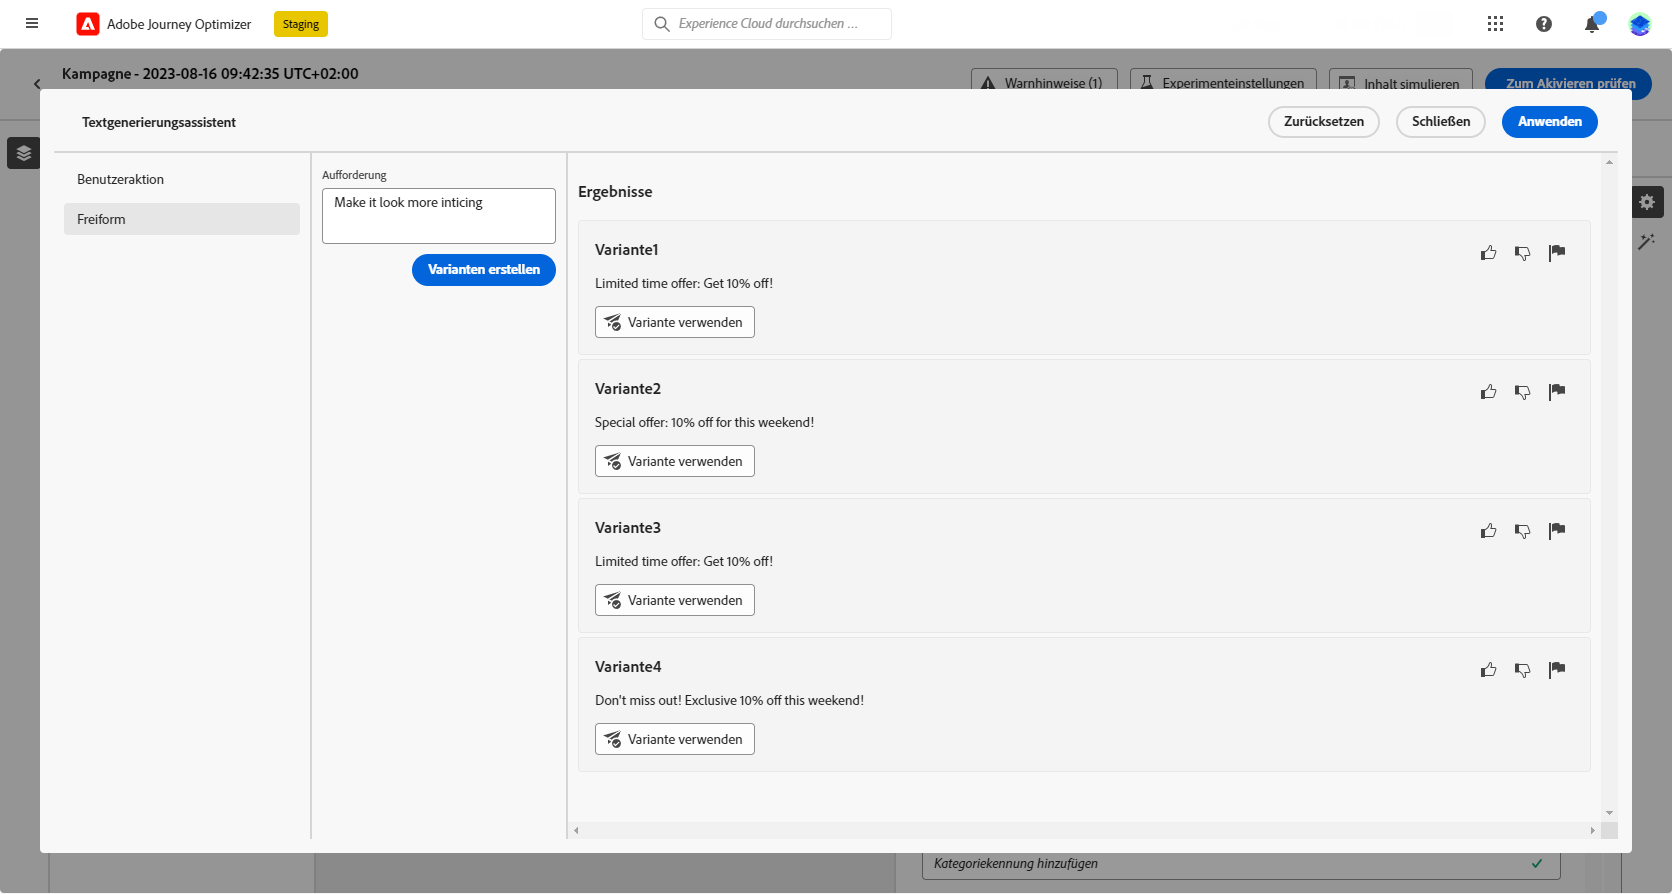 Adobe Journey Optimizer
Staging
Experience Cloud durchsuchen ...
Kampagne - 2023-08-16 09:42:35 UTC+02:00
Warnhinweise (1)
Experimenteinstellungen
Inhalt simulieren
Zum Akivieren prüfen
Textgenerierungsassistent
Zurücksetzen
Schließen
Anwenden
Benutzeraktion
Freiform
Aufforderung
Make it look more inticing
Varianten erstellen
Ergebnisse
Variante1
Limited time offer: Get 10% off!
Variante verwenden
Variante2
Special offer: 10% off for this weekend!
Variante verwenden
Variante3
Limited time offer: Get 10% off!
Variante verwenden
Variante4
Don't miss out! Exclusive 10% off this weekend!
Variante verwenden
Kategoriekennung hinzufügen